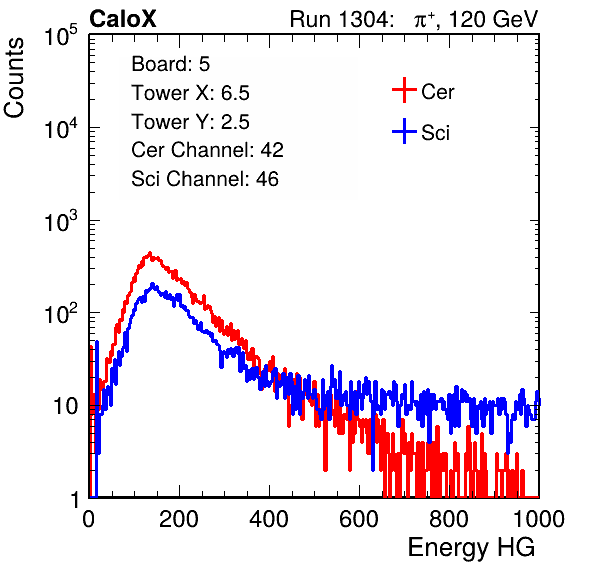 CaloX Run 1304: π⁺, 120 GeV
Counts
10⁵
10⁴
10³
10²
10
1
Board: 5
Tower X: 6.5
Tower Y: 2.5
Cer Channel: 42
Sci Channel: 46
Cer
Sci
0 200 400 600 800 1000
Energy HG